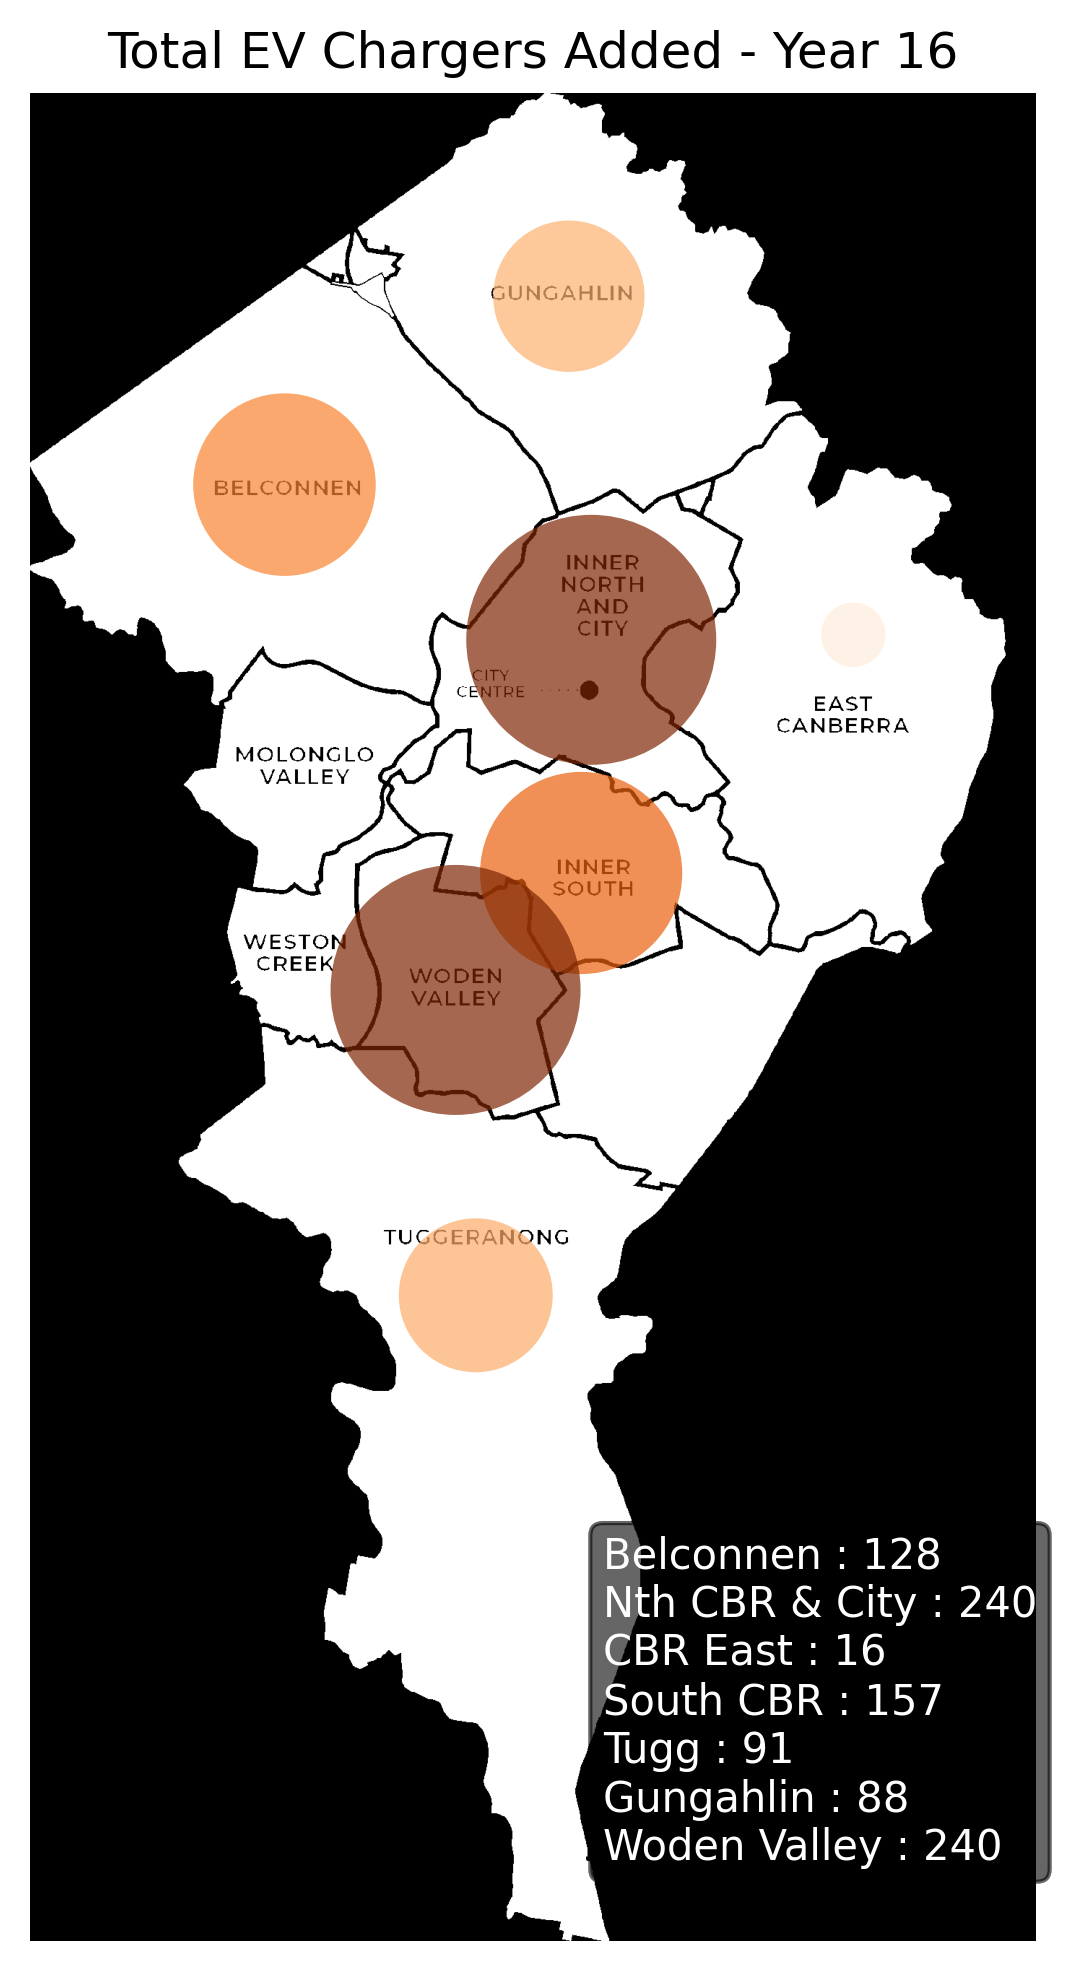 Total EV Chargers Added - Year 16
GUNGAHLIN
BELCONNEN
INNER
NORTH
AND
CITY
CITY
CENTRE
EAST
CANBERRA
MOLONGLO
VALLEY
INNER
SOUTH
WESTON
CREEK
WODEN
VALLEY
TUGGERANONG
Belconnen : 128
Nth CBR & City : 240
CBR East : 16
South CBR : 157
Tugg : 91
Gungahlin : 88
Woden Valley : 240